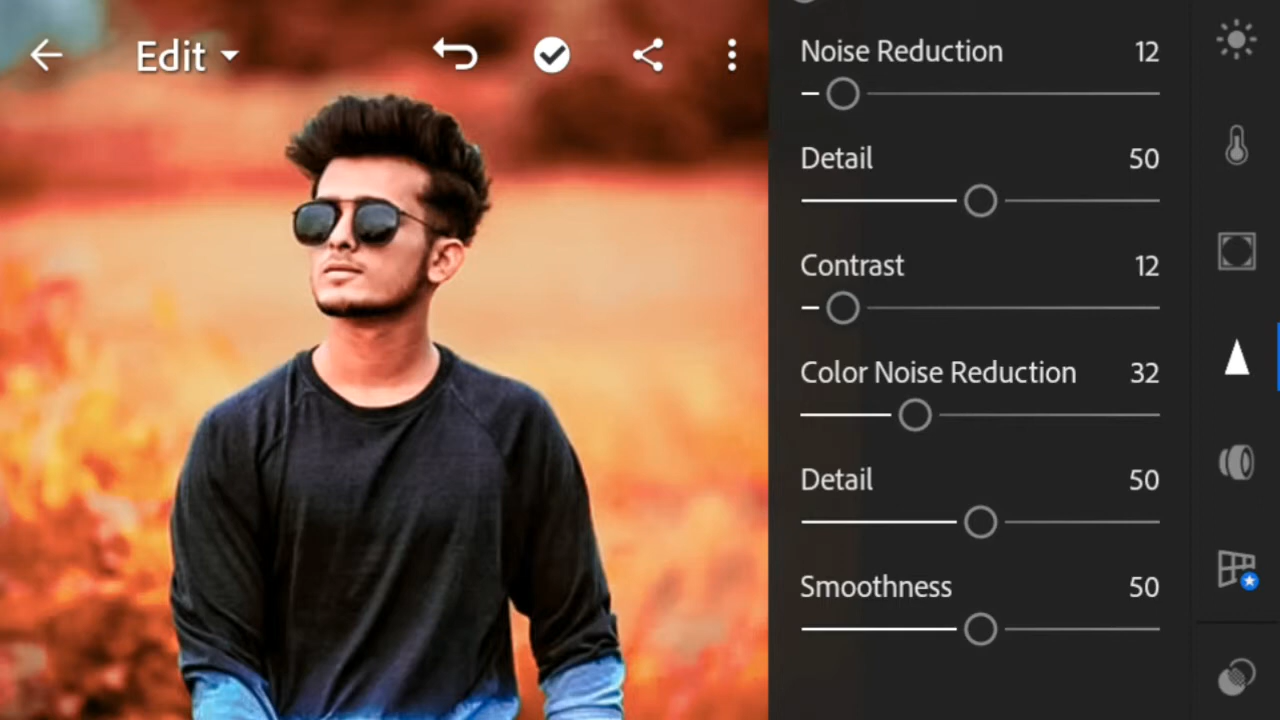 Edit
Noise Reduction 12
Detail 50
Contrast 12
Color Noise Reduction 32
Detail 50
Smoothness 50